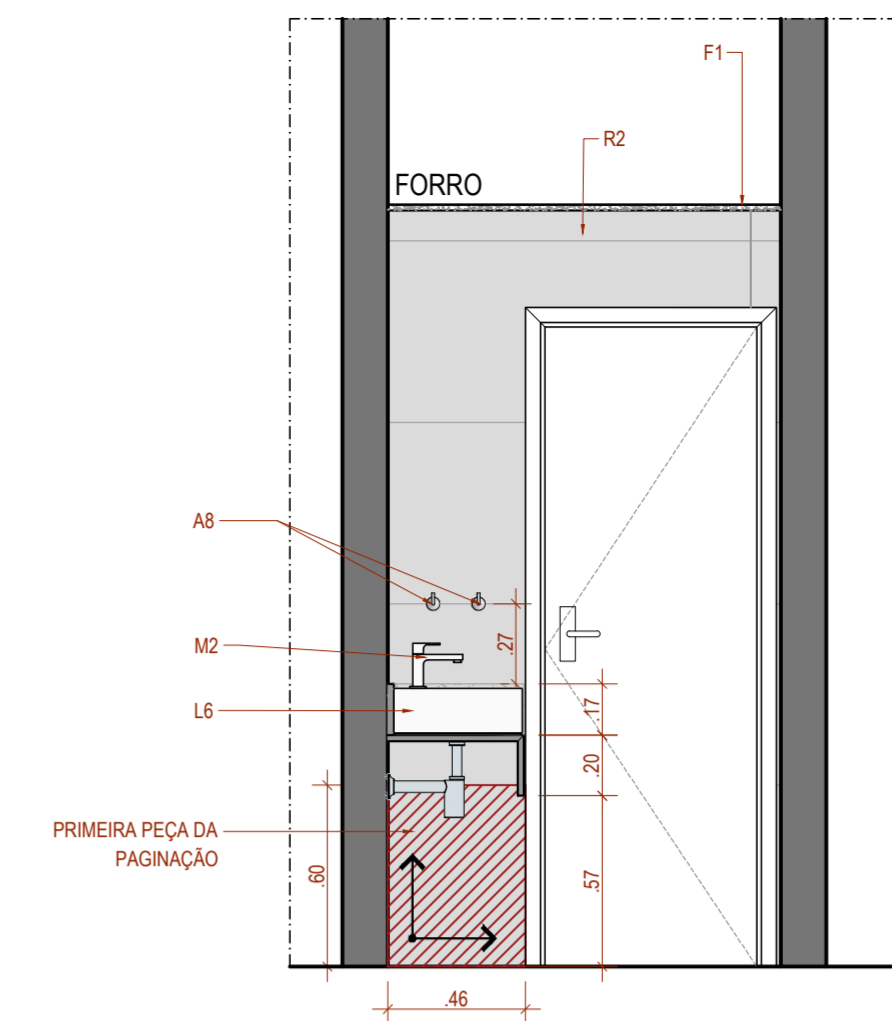 F1
R2
FORRO
A8
.27
M2
.17
L6
.20
PRIMEIRA PEÇA DA
PAGINAÇÃO
.60
.57
.46